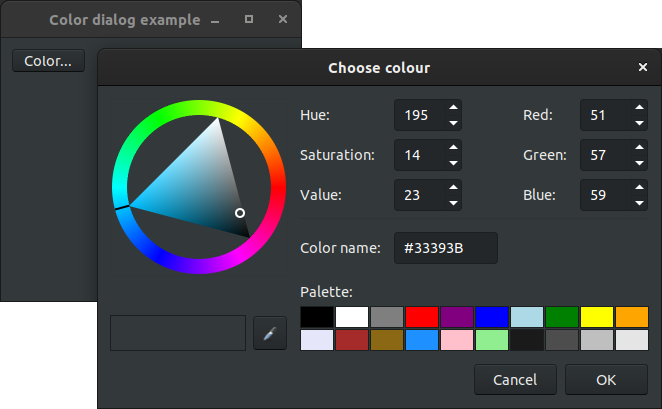 Color dialog example
Color...
Choose colour
Hue: 195 Red: 51
Saturation: 14 Green: 57
Value: 23 Blue: 59
Color name: #33393B
Palette:
Cancel OK